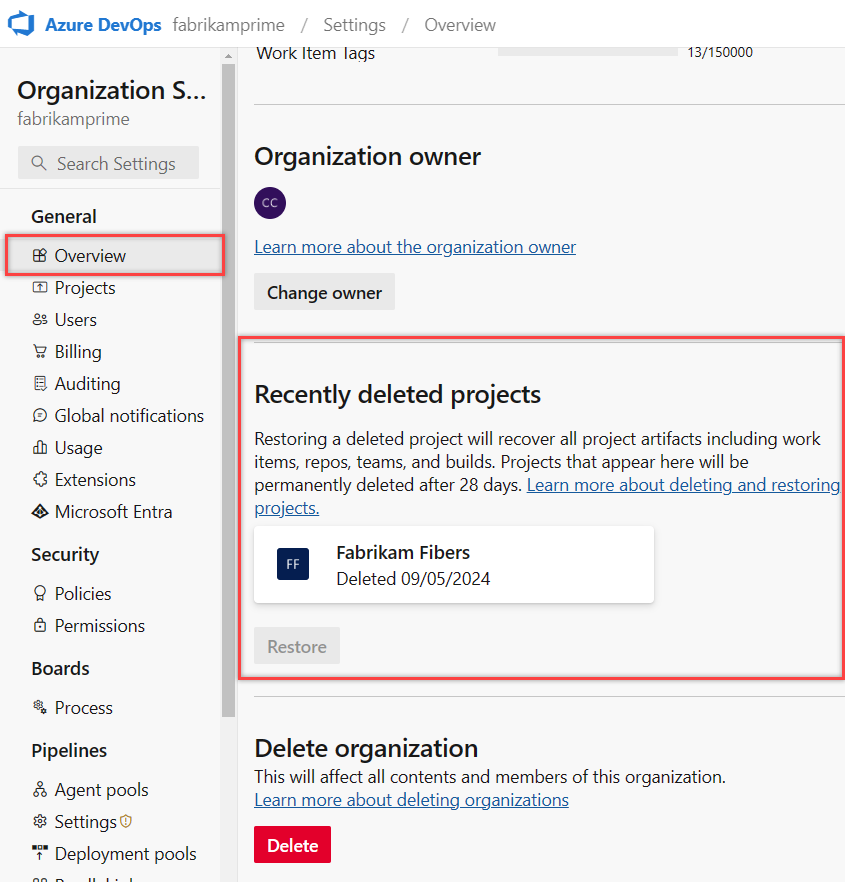 Azure DevOps fabrikamprime / Settings / Overview
Organization S...
fabrikamprime
Search Settings
General
Overview
Projects
Users
Billing
Auditing
Global notifications
Usage
Extensions
Microsoft Entra
Security
Policies
Permissions
Boards
Process
Pipelines
Agent pools
Settings
Deployment pools
Work Item Tags 13/150000
Organization owner
CC
Learn more about the organization owner
Change owner
Recently deleted projects
Restoring a deleted project will recover all project artifacts including work
items, repos, teams, and builds. Projects that appear here will be
permanently deleted after 28 days. Learn more about deleting and restoring
projects.
FF
Fabrikam Fibers
Deleted 09/05/2024
Restore
Delete organization
This will affect all contents and members of this organization.
Learn more about deleting organizations
Delete